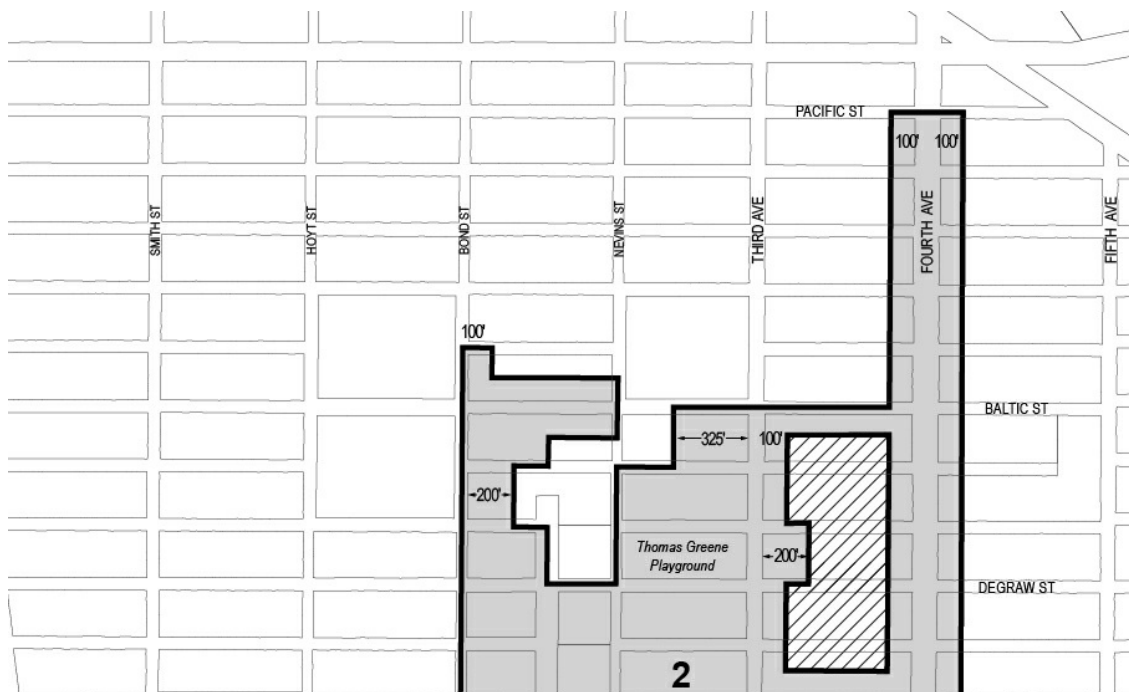 PACIFIC ST
100'
100'
SMITH ST
HOYT ST
BOND ST
NEVINS ST
THIRD AVE
FOURTH AVE
FIFTH AVE
100'
BALTIC ST
325'
100'
200'
Thomas Greene
Playground
200'
DEGRAW ST
2